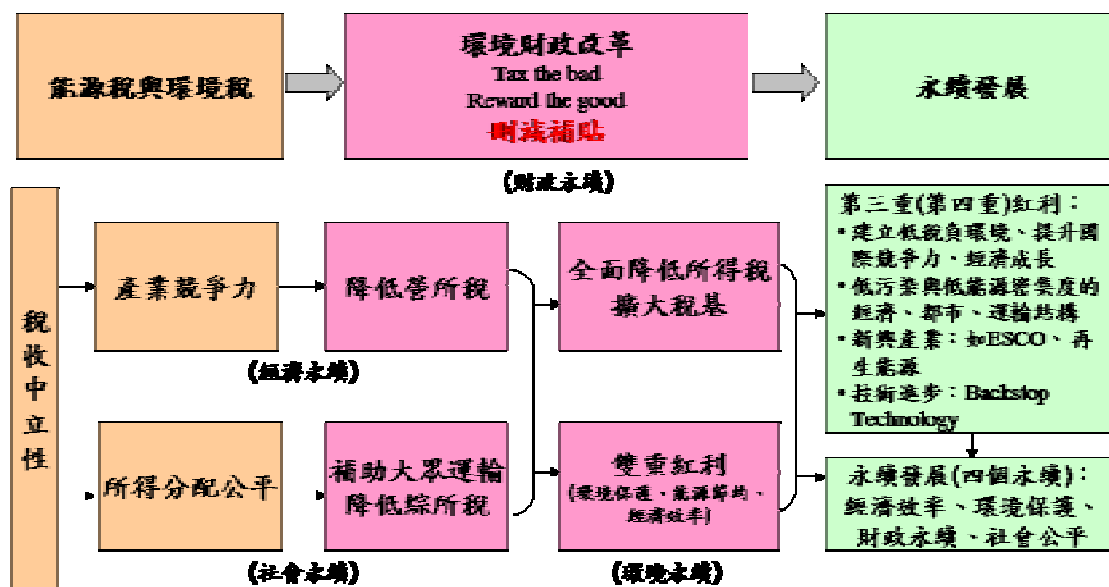 能源稅與環境稅
環境財政改革
Tax the bad
Reward the good
刪減補貼
永續發展
(財政永續)
稅收中立性
產業競爭力
降低營所稅
(經濟永續)
全面降低所得稅
擴大稅基
第三重(第四重)紅利：
•建立低稅負環境、提升國
際競爭力、經濟成長
•低污染與低能源密集度的
經濟、都市、運輸結構
•新興產業：如ESCO、再
生能源
•技術進步：Backstop
Technology
所得分配公平
補助大眾運輸
降低綜所稅
(社會永續)
雙重紅利
(環境保護、能源節約、
經濟效率)
(環境永續)
永續發展(四個永續)：
經濟效率、環境保護、
財政永續、社會公平